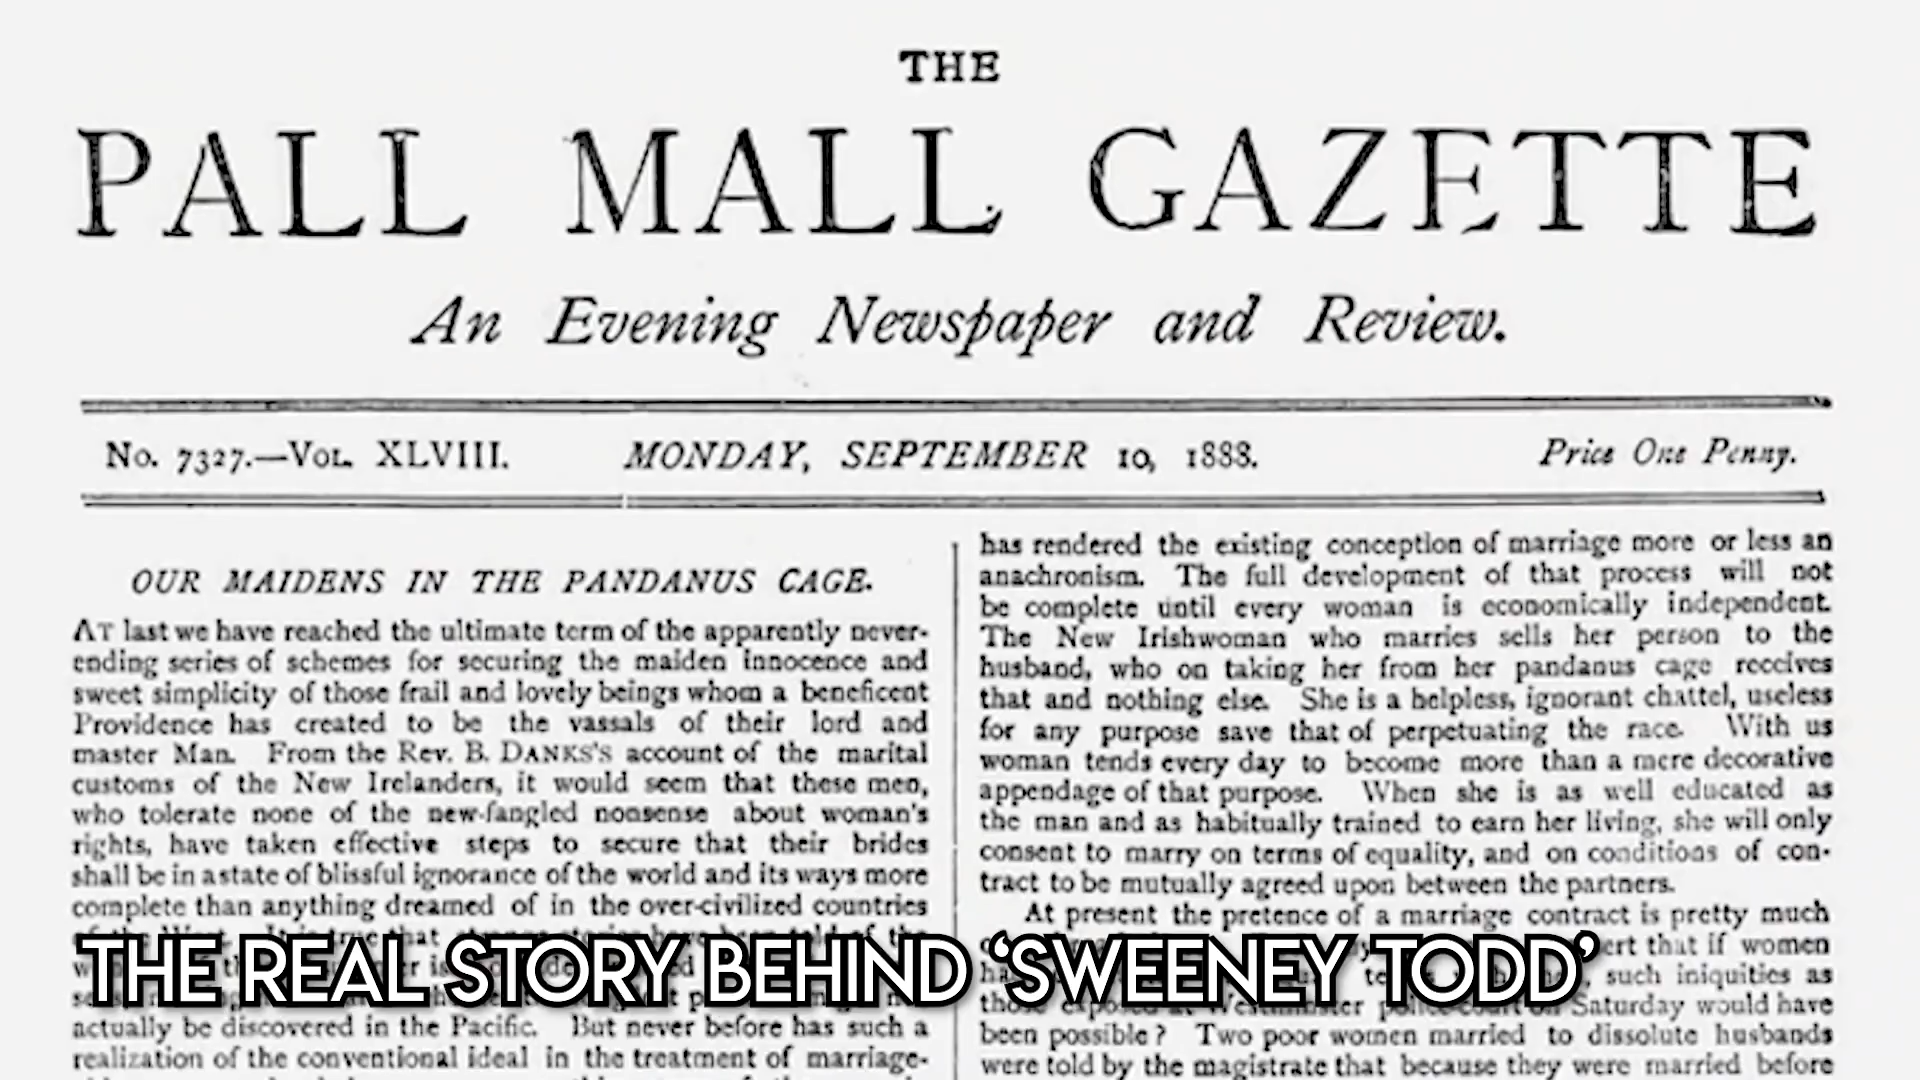 THE
PALL MALL GAZETTE
An Evening Newspaper and Review.
No. 7327.—Vol. XLVIII. MONDAY, SEPTEMBER 10, 1888. Price One Penny.
OUR MAIDENS IN THE PANDANUS CAGE.
At last we have reached the ultimate term of the apparently never-
ending series of schemes for securing the maiden innocence and
sweet simplicity of those frail and lovely beings whom a beneficent
Providence has created to be the vassals of their lord and
master Man. From the Rev. B. DANKS'S account of the marital
customs of the New Irelanders, it would seem that these men,
who tolerate none of the new-fangled nonsense about woman's
rights, have taken effective steps to secure that their brides
shall be in a state of blissful ignorance of the world and its ways more
complete than anything dreamed of in the over-civilized countries
actually be discovered in the Pacific. But never before has such a
realization of the conventional ideal in the treatment of marriage-
has rendered the existing conception of marriage more or less an
anachronism. The full development of that process will not
be complete until every woman is economically independent.
The New Irishwoman who marries sells her person to the
husband, who on taking her from her pandanus cage receives
that and nothing else. She is a helpless, ignorant chattel, useless
for any purpose save that of perpetuating the race. With us
woman tends every day to become more than a mere decorative
appendage of that purpose. When she is as well educated as
the man and as habitually trained to earn her living, she will only
consent to marry on terms of equality, and on conditions of con-
tract to be mutually agreed upon between the partners.
At present the pretence of a marriage contract is pretty much
that if women
such iniquities as
Saturday would have
been possible? Two poor women married to dissolute husbands
were told by the magistrate that because they were married before
THE REAL STORY BEHIND ‘SWEENEY TODD’